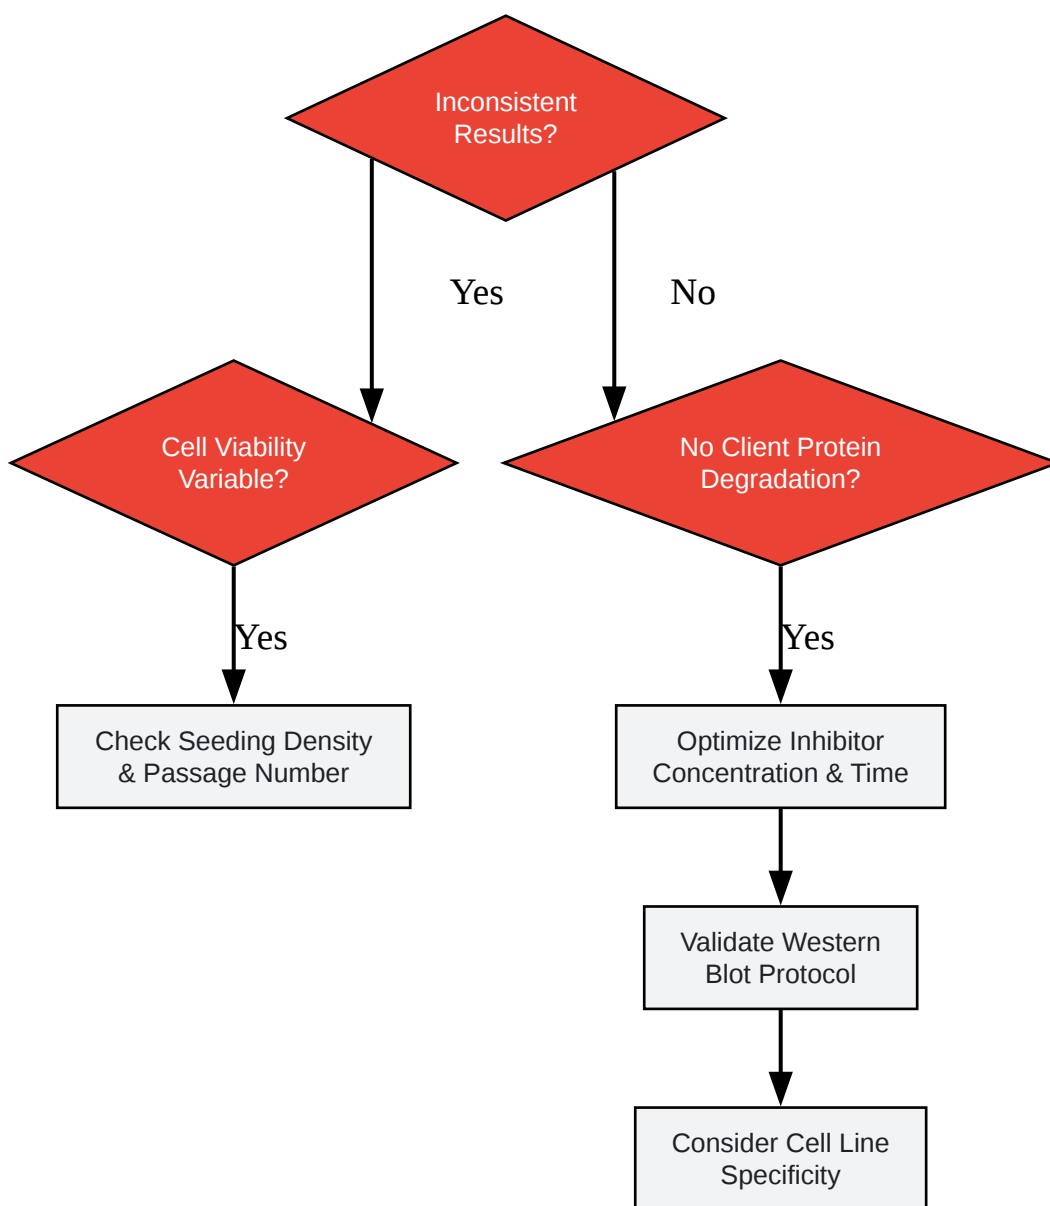 Inconsistent
Results?
Yes
No
Cell Viability
Variable?
No Client Protein
Degradation?
Yes
Yes
Check Seeding Density
& Passage Number
Optimize Inhibitor
Concentration & Time
Validate Western
Blot Protocol
Consider Cell Line
Specificity